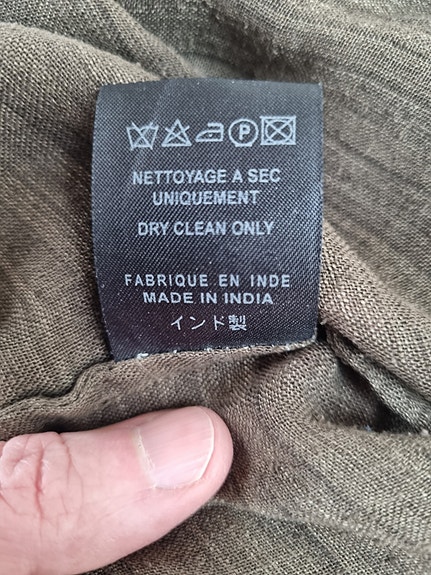 P
NETTOYAGE A SEC
UNIQUEMENT
DRY CLEAN ONLY
FABRIQUE EN INDE
MADE IN INDIA
インド製